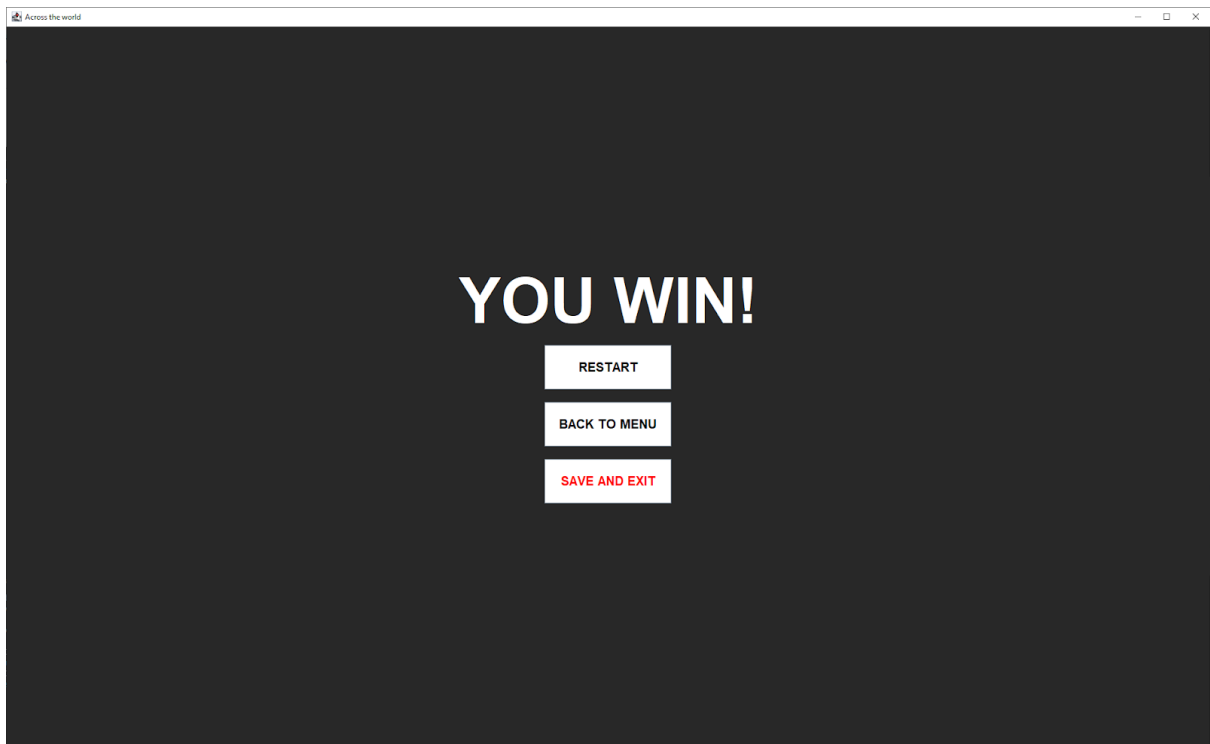 Across the world
YOU WIN!
RESTART
BACK TO MENU
SAVE AND EXIT